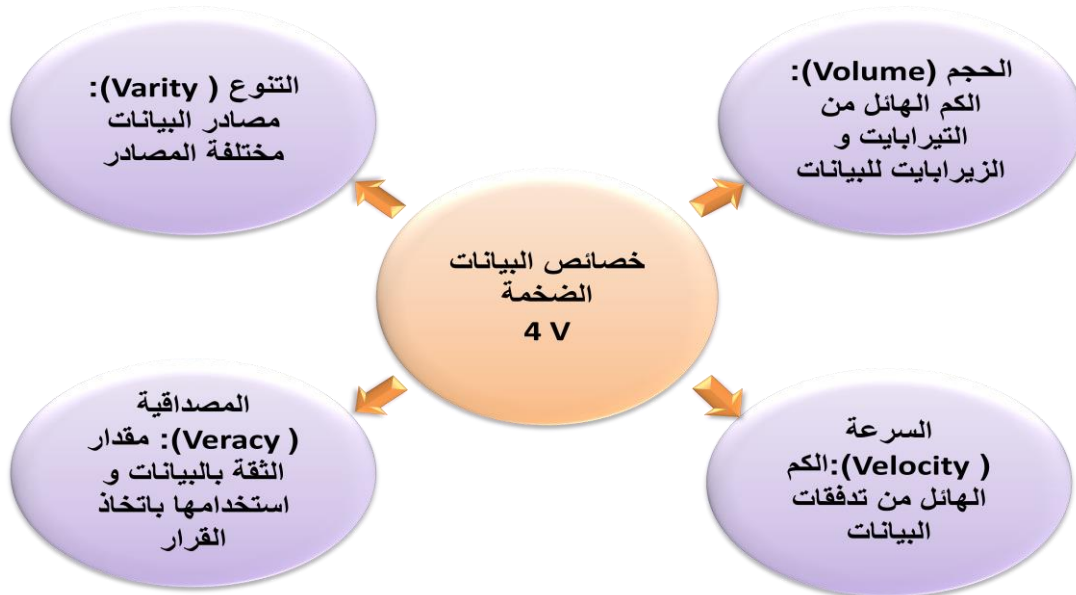 خصائص البيانات
الضخمة
4 V
الحجم (Volume):
الكم الهائل من
التيرابايت و
الزيرابايت للبيانات
التنوع ( Varity):
مصادر البيانات
مختلفة المصادر
السرعة
( Velocity):الكم
الهائل من تدفقات
البيانات
المصداقية
( Veracy): مقدار
الثقة بالبيانات و
استخدامها باتخاذ
القرار